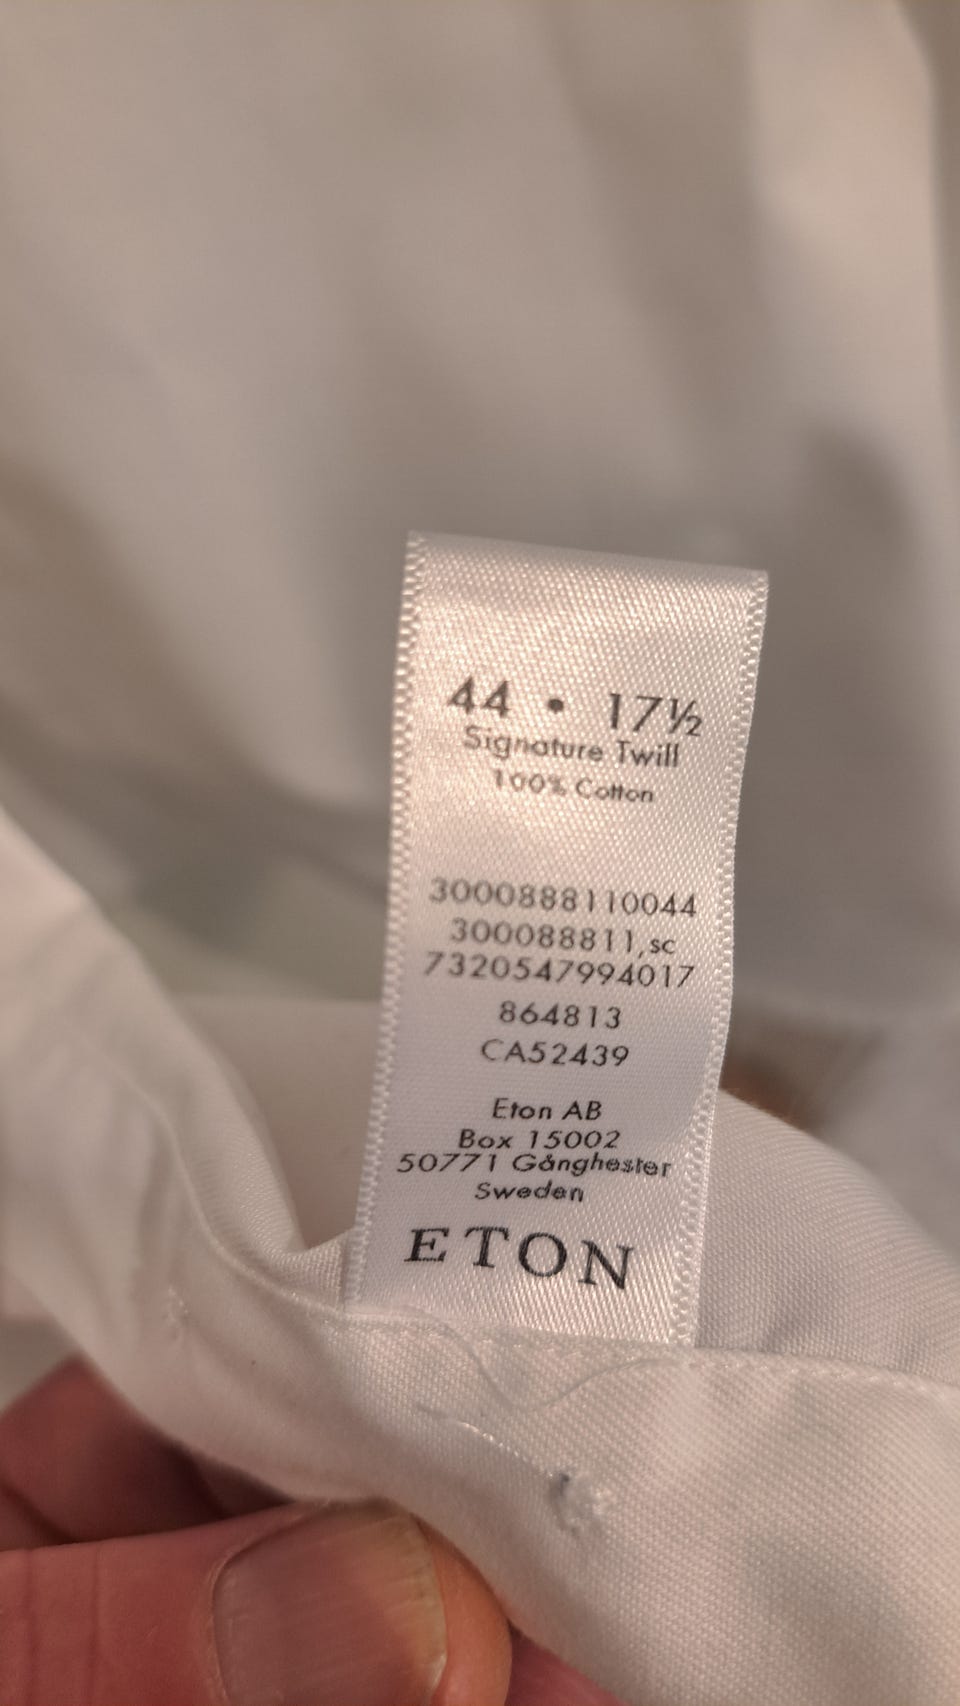 44 • 17½
Signature Twill
100% Cotton
3000888110044
300088811,sc
7320547994017
864813
CA52439
Eton AB
Box 15002
50771 Gånghester
Sweden
ETON